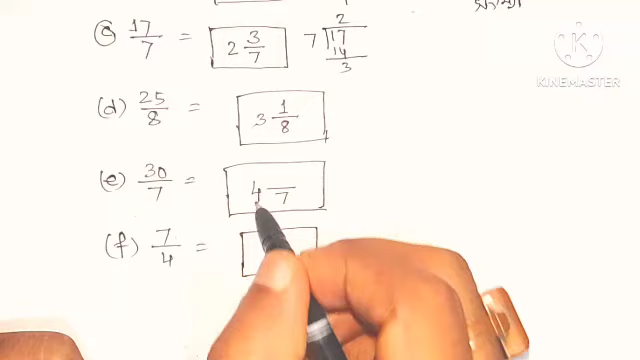 সংখ্যা
(c) 17/7 = 2 3/7 7)17 2
14
3
K
KINEMASTER
(d) 25/8 = 3 1/8
(e) 30/7 = 4 /7
(f) 7/4 =